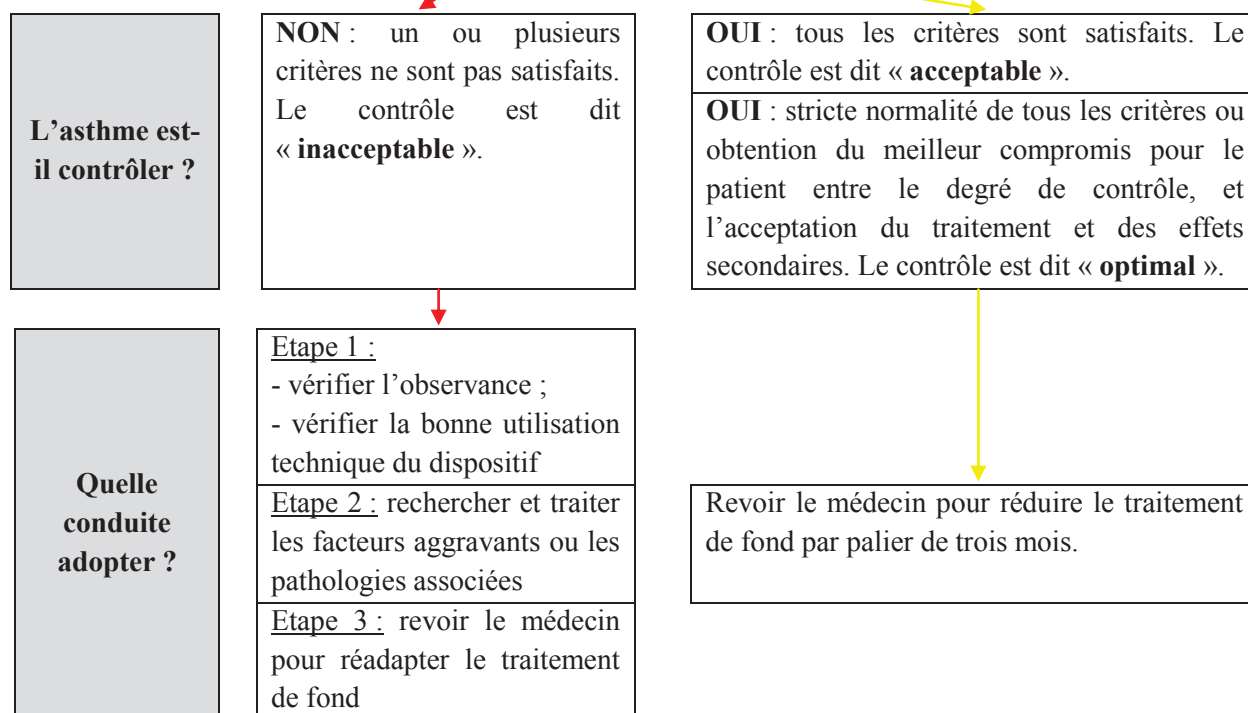 L’asthme est-
il contrôler ?
NON : un ou plusieurs
critères ne sont pas satisfaits.
Le contrôle est dit
« inacceptable ».
OUI : tous les critères sont satisfaits. Le
contrôle est dit « acceptable ».
OUI : stricte normalité de tous les critères ou
obtention du meilleur compromis pour le
patient entre le degré de contrôle, et
l’acceptation du traitement et des effets
secondaires. Le contrôle est dit « optimal ».
Quelle
conduite
adopter ?
Etape 1 :
- vérifier l’observance ;
- vérifier la bonne utilisation
technique du dispositif
Etape 2 : rechercher et traiter
les facteurs aggravants ou les
pathologies associées
Etape 3 : revoir le médecin
pour réadapter le traitement
de fond
Revoir le médecin pour réduire le traitement
de fond par palier de trois mois.